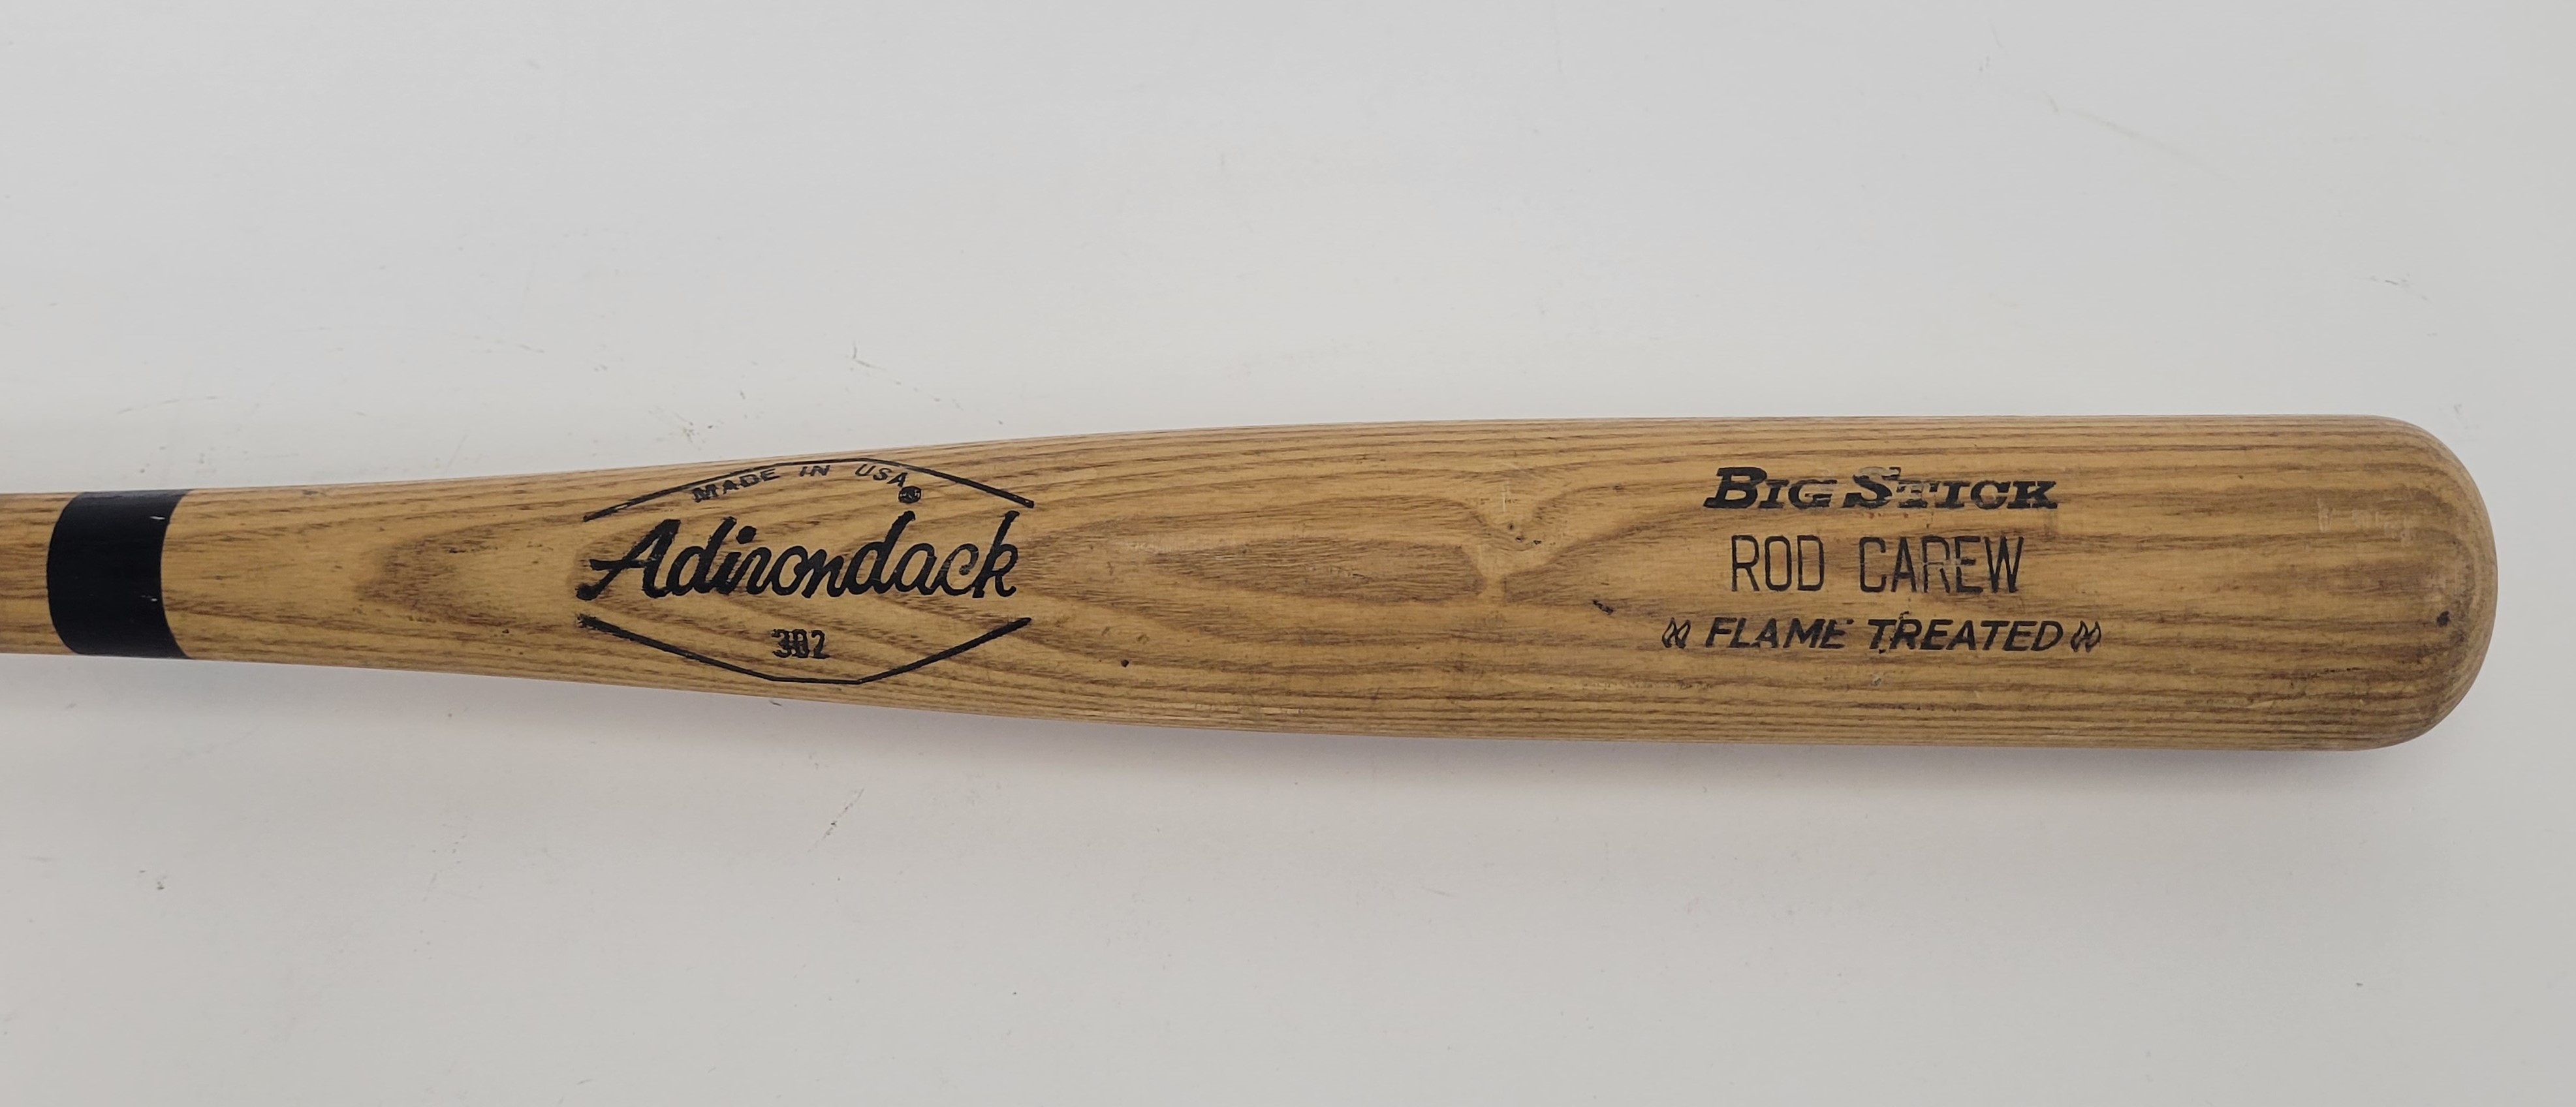 MADE IN USA
Adirondack
302
BIG STICK
ROD CAREW
FLAME TREATED